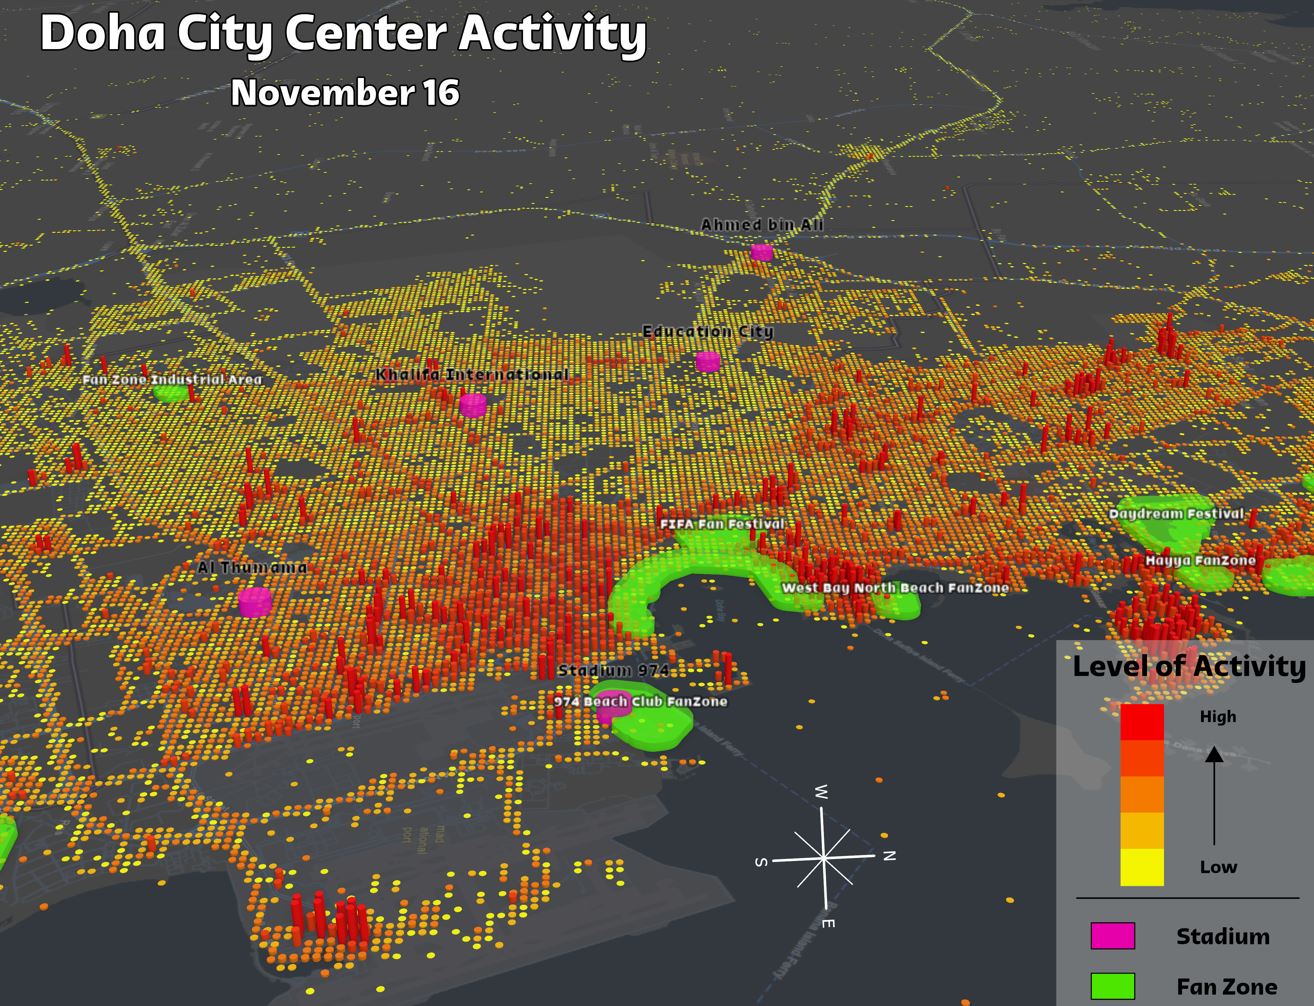 Doha City Center Activity
November 16
Ahmed bin Ali
Education City
Khalifa International
Fan Zone Industrial Area
Daydream Festival
FIFA Fan Festival
Hayya FanZone
Al Thumama
West Bay North Beach FanZone
Stadium 974
974 Beach Club FanZone
Level of Activity
High
Low
W
S
N
E
Stadium
Fan Zone